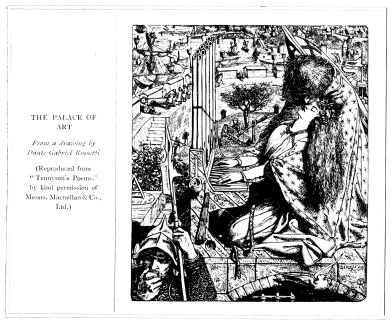 THE PALACE OF
ART
From a drawing by
Dante Gabriel Rossetti
(Reproduced from
"Tennyson's Poems,"
by kind permission of
Messrs. Macmillan & Co.,
Ltd.)